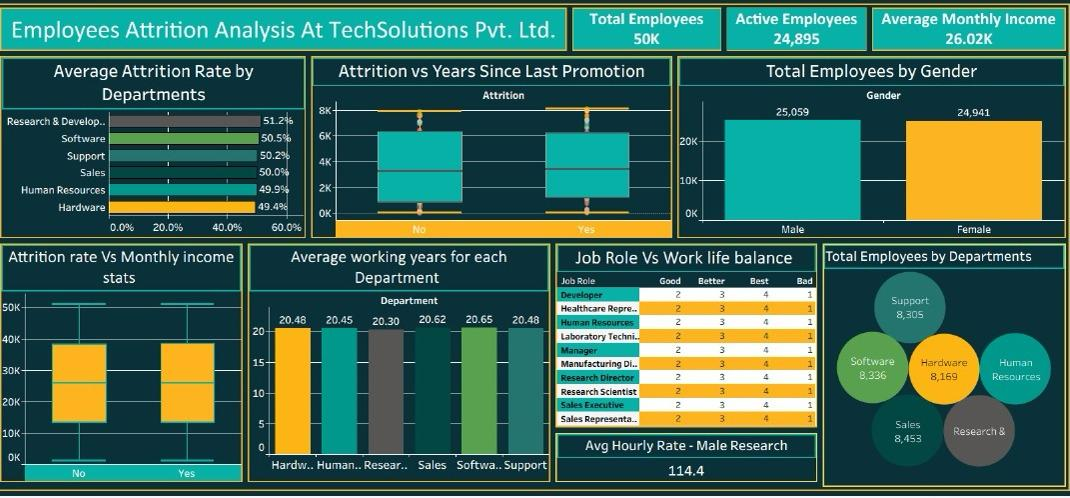 Employees Attrition Analysis At TechSolutions Pvt. Ltd.
Total Employees
50K
Active Employees
24,895
Average Monthly Income
26.02K
Average Attrition Rate by
Departments
Research & Develop..
51.2%
Software
50.5%
Support
50.2%
Sales
50.0%
Human Resources
49.9%
Hardware
49.4%
0.0% 20.0% 40.0% 60.0%
Attrition vs Years Since Last Promotion
Attrition
8K
6K
4K
2K
0K
No Yes
Total Employees by Gender
Gender
25,059 24,941
20K
10K
0K
Male Female
Attrition rate Vs Monthly income
stats
50K
40K
30K
20K
10K
0K
No Yes
Average working years for each
Department
Department
20.48 20.45 20.30 20.62 20.65 20.48
20
15
10
5
0
Hardw.. Human.. Resear.. Sales Softwa.. Support
Job Role Vs Work life balance
Job Role Good Better Best Bad
Developer 2 3 4 1
Healthcare Repre.. 2 3 4 1
Human Resources 2 3 4 1
Laboratory Techni.. 2 3 4 1
Manager 2 3 4 1
Manufacturing Di.. 2 3 4 1
Research Director 2 3 4 1
Research Scientist 2 3 4 1
Sales Executive 2 3 4 1
Sales Representa.. 2 3 4 1
Avg Hourly Rate - Male Research
114.4
Total Employees by Departments
Support
8,305
Software
8,336
Hardware
8,169
Human
Resources
Sales
8,453
Research &